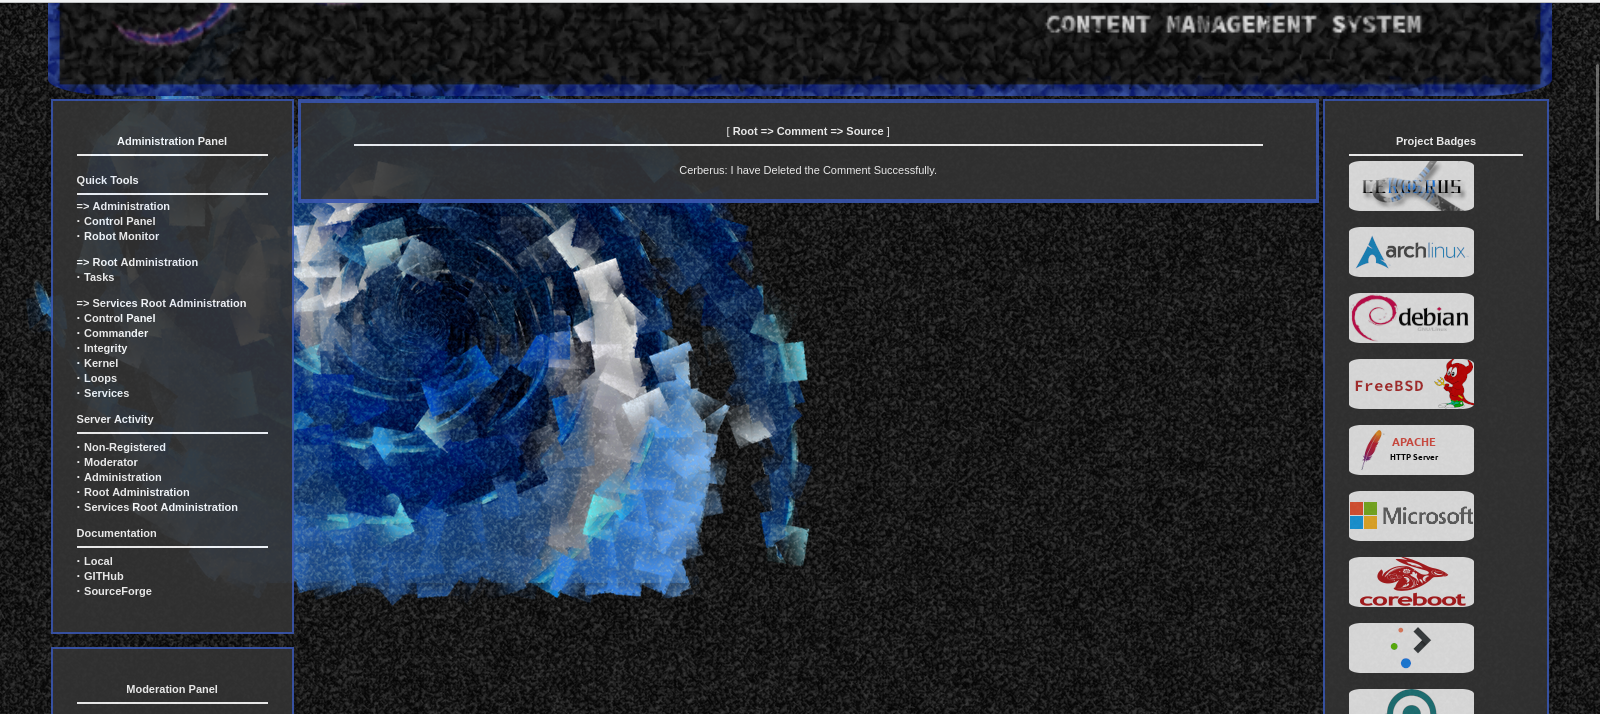 CONTENT MANAGEMENT SYSTEM
Administration Panel
Quick Tools
=> Administration
· Control Panel
· Robot Monitor
=> Root Administration
· Tasks
=> Services Root Administration
· Control Panel
· Commander
· Integrity
· Kernel
· Loops
· Services
Server Activity
· Non-Registered
· Moderator
· Administration
· Root Administration
· Services Root Administration
Documentation
· Local
· GITHub
· SourceForge
Moderation Panel
[ Root => Comment => Source ]
Cerberus: I have Deleted the Comment Successfully.
Project Badges
CERBERUS
archlinux
debian
FreeBSD
APACHE
HTTP Server
Microsoft
coreboot